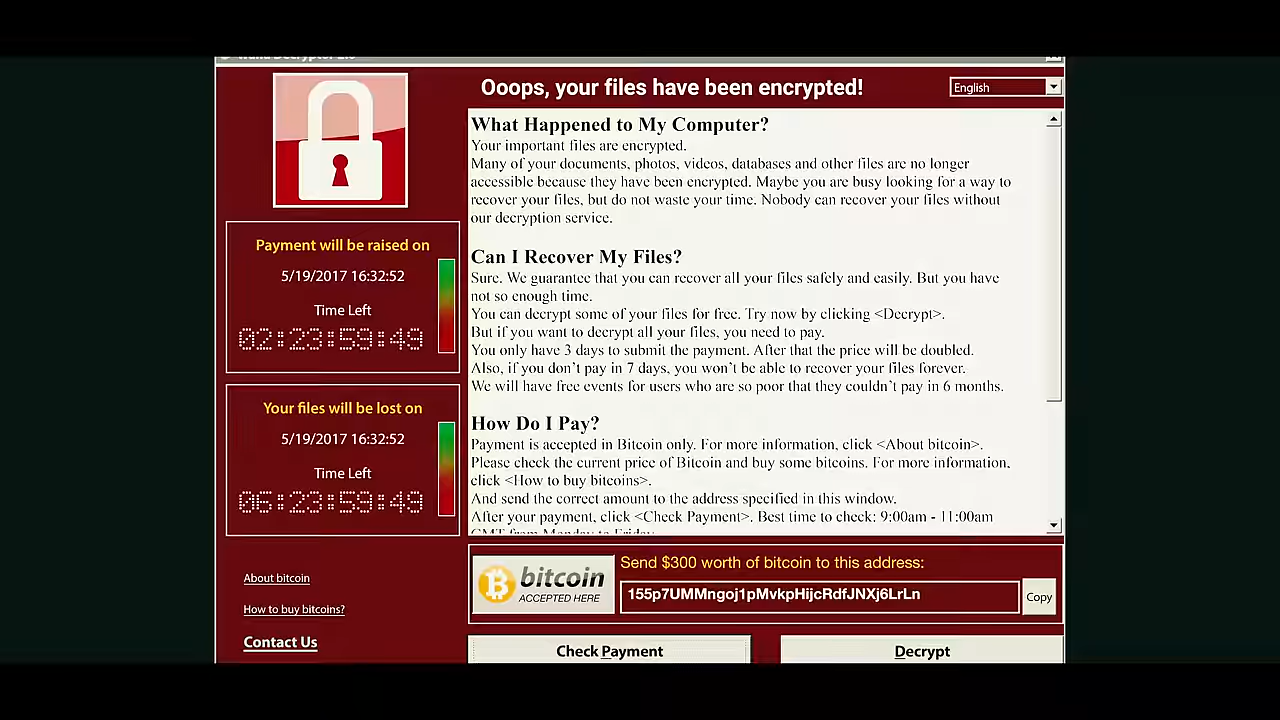 Ooops, your files have been encrypted!
English
What Happened to My Computer?
Your important files are encrypted.
Many of your documents, photos, videos, databases and other files are no longer
accessible because they have been encrypted. Maybe you are busy looking for a way to
recover your files, but do not waste your time. Nobody can recover your files without
our decryption service.
Can I Recover My Files?
Sure. We guarantee that you can recover all your files safely and easily. But you have
not so enough time.
You can decrypt some of your files for free. Try now by clicking <Decrypt>.
But if you want to decrypt all your files, you need to pay.
You only have 3 days to submit the payment. After that the price will be doubled.
Also, if you don't pay in 7 days, you won't be able to recover your files forever.
We will have free events for users who are so poor that they couldn't pay in 6 months.
How Do I Pay?
Payment is accepted in Bitcoin only. For more information, click <About bitcoin>.
Please check the current price of Bitcoin and buy some bitcoins. For more information,
click <How to buy bitcoins>.
And send the correct amount to the address specified in this window.
After your payment, click <Check Payment>. Best time to check: 9:00am - 11:00am
GMT from Monday to Friday
Payment will be raised on
5/19/2017 16:32:52
Time Left
02:23:59:49
Your files will be lost on
5/19/2017 16:32:52
Time Left
06:23:59:49
About bitcoin
How to buy bitcoins?
Contact Us
bitcoin
ACCEPTED HERE
Send $300 worth of bitcoin to this address:
155p7UMMngoj1pMvkpHijcRdfJNXj6LrLn
Copy
Check Payment
Decrypt